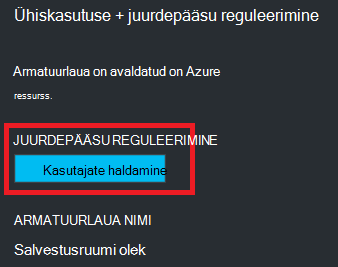 Ühiskasutuse + juurdepääsu reguleerimine
Armatuurlaua on avaldatud on Azure
ressurss.
JUURDEPÄÄSU REGULEERIMINE
Kasutajate haldamine
ARMATUURLAUA NIMI
Salvestusruumi olek